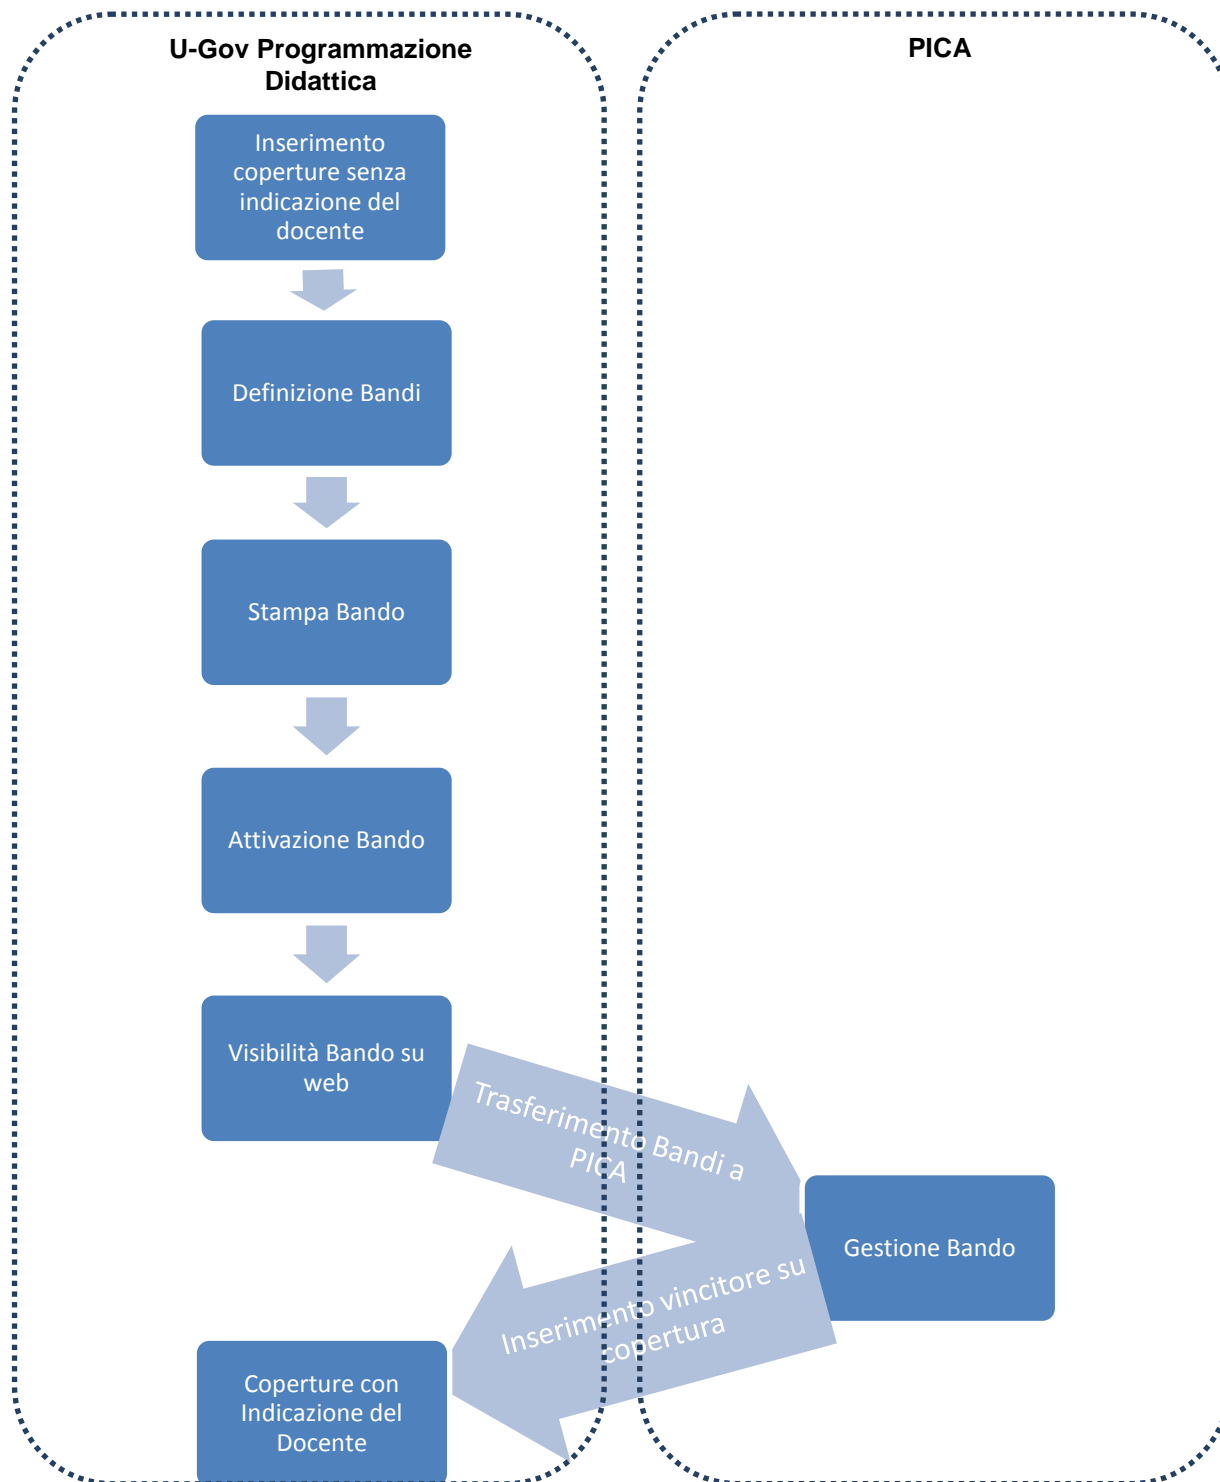 U-Gov Programmazione
Didattica
PICA
Inserimento
coperture senza
indicazione del
docente
Definizione Bandi
Stampa Bando
Attivazione Bando
Visibilità Bando su
web
Trasferimento Bandi a
PICA
Gestione Bando
Inserimento vincitore su
copertura
Coperture con
Indicazione del
Docente